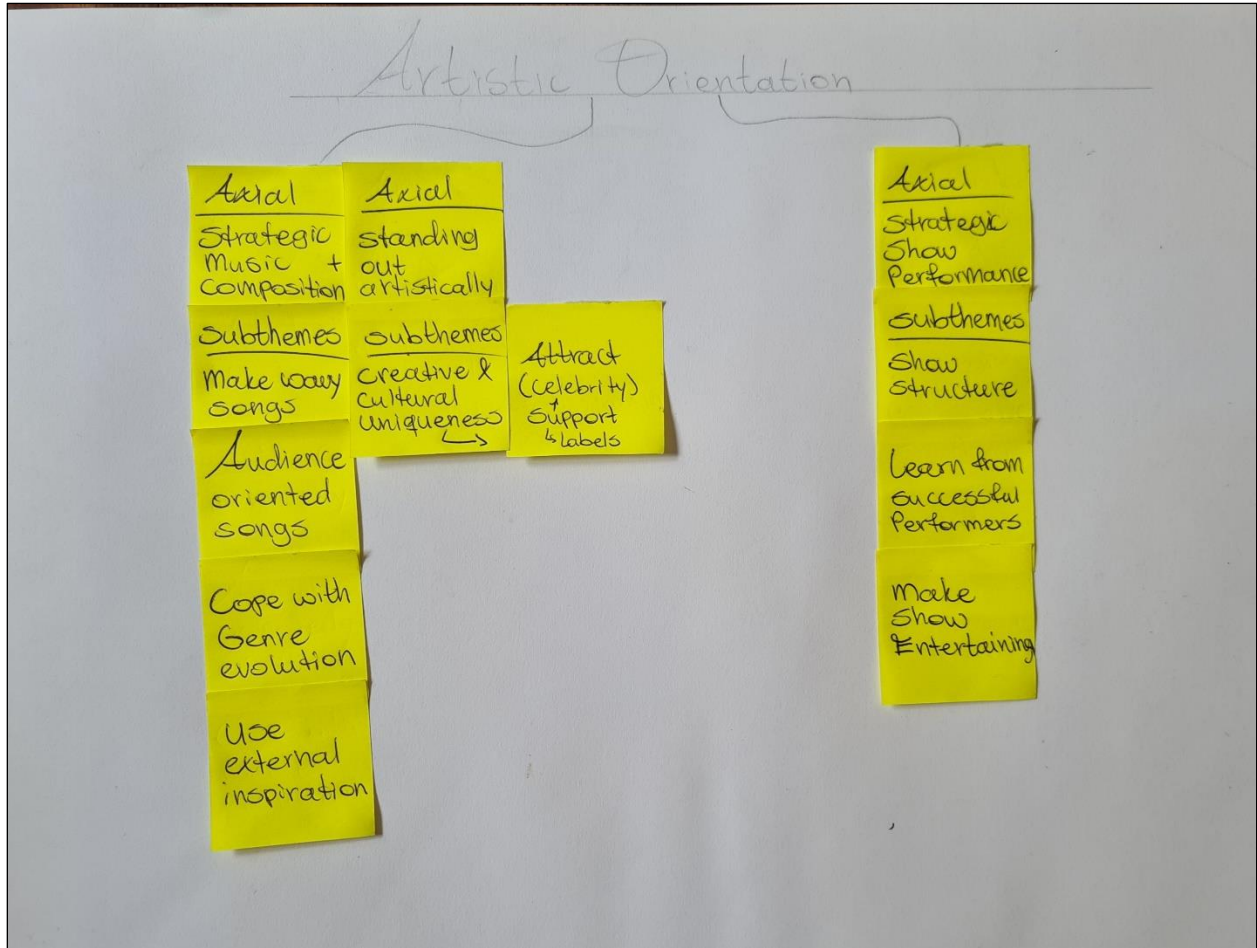 Artistic Orientation
Axial
Strategic
Music +
composition
Subthemes
Make wavy
songs
Audience
oriented
songs
Cope with
Genre
evolution
Use
external
inspiration
Axial
Standing
out
artistically
Subthemes
Creative &
Cultural
Uniqueness
↳
Attract
(celebrity)
+
Support
↳ Labels
Axial
Strategic
Show
Performance
Subthemes
Show
structure
Learn from
successful
Performers
Make
Show
Entertaining